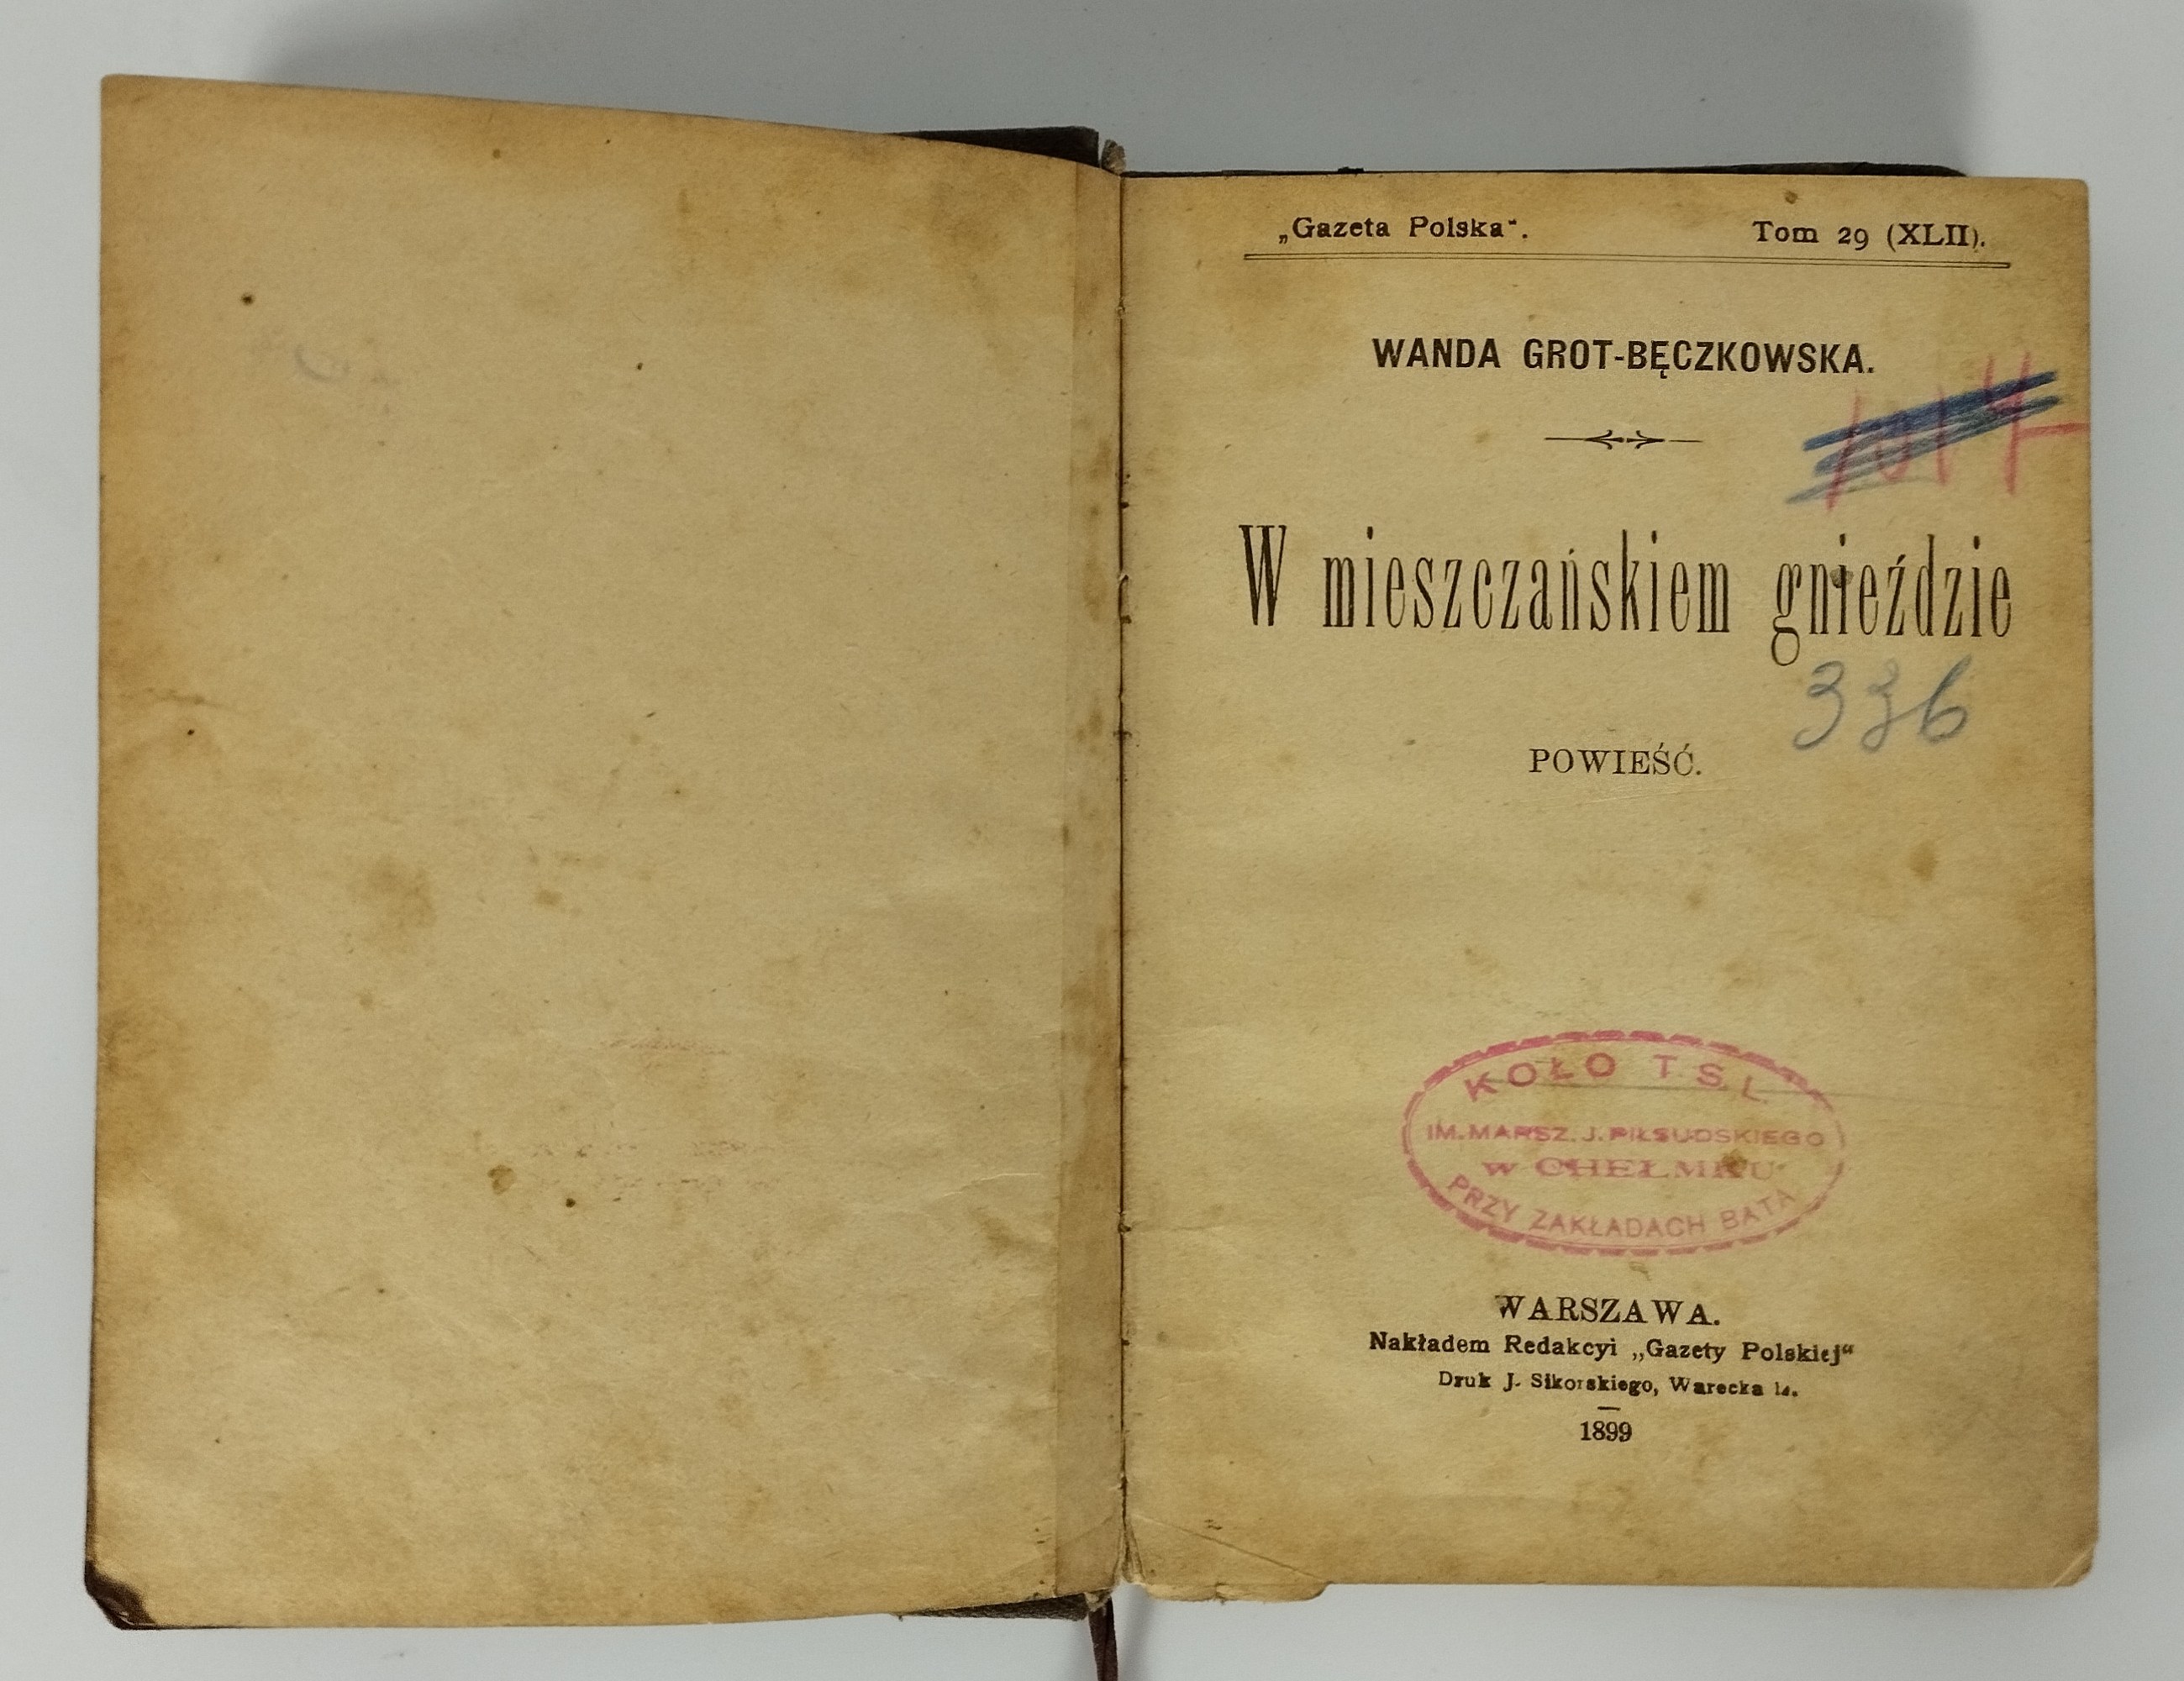 „Gazeta Polska“. Tom 29 (XLII).
WANDA GROT-BĘCZKOWSKA.
W mieszczańskiem gnieździe
336
POWIEŚĆ.
KOŁO T.S.L.
IM. MARSZ. J. PIŁSUDSKIEGO
W CHEŁMKU
PRZY ZAKŁADACH BATA
WARSZAWA.
Nakładem Redakcyi „Gazety Polskiej“
Druk J. Sikorskiego, Warecka
1899